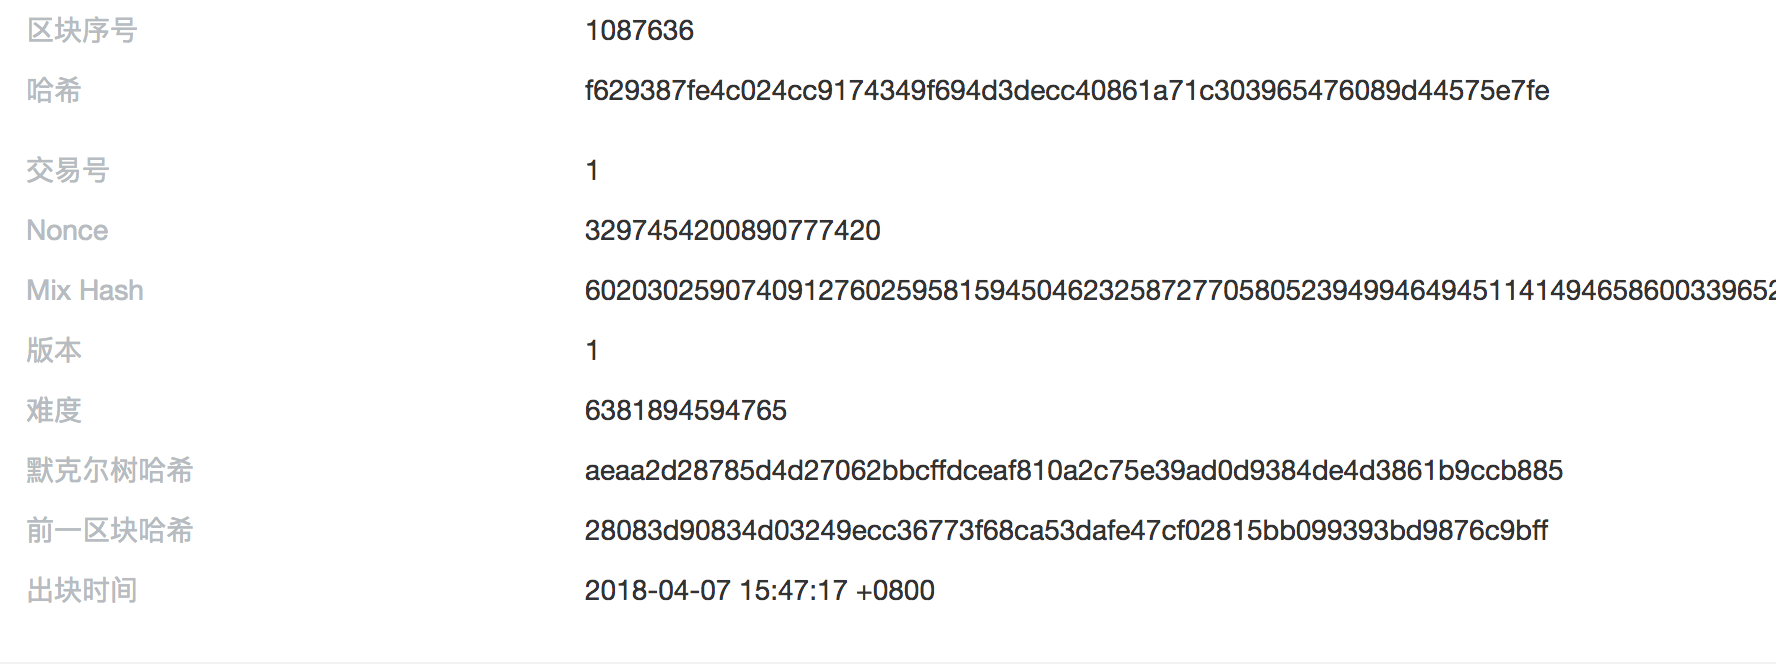 区块序号 1087636
哈希 f629387fe4c024cc9174349f694d3decc40861a71c303965476089d44575e7fe
交易号 1
Nonce 3297454200890777420
Mix Hash 60203025907409127602595815945046232587277058052394994649451141494658600339652
版本 1
难度 6381894594765
默克尔树哈希 aeaa2d28785d4d27062bbcffdceaf810a2c75e39ad0d9384de4d3861b9ccb885
前一区块哈希 28083d90834d03249ecc36773f68ca53dafe47cf02815bb099393bd9876c9bff
出块时间 2018-04-07 15:47:17 +0800